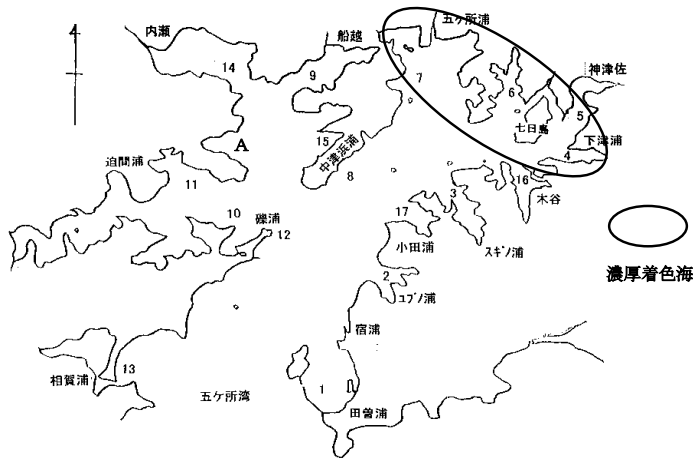 五ケ所浦
内瀬
船越
神津佐
14
9
7
6
5
七日島
下津浦
A
15
中津浜浦
4
迫間浦
11
8
16
3
木谷
10
礫浦
12
17
小田浦
スギノ浦
2
ユブノ浦
濃厚着色海
宿浦
13
相賀浦
1
五ケ所湾
田曽浦